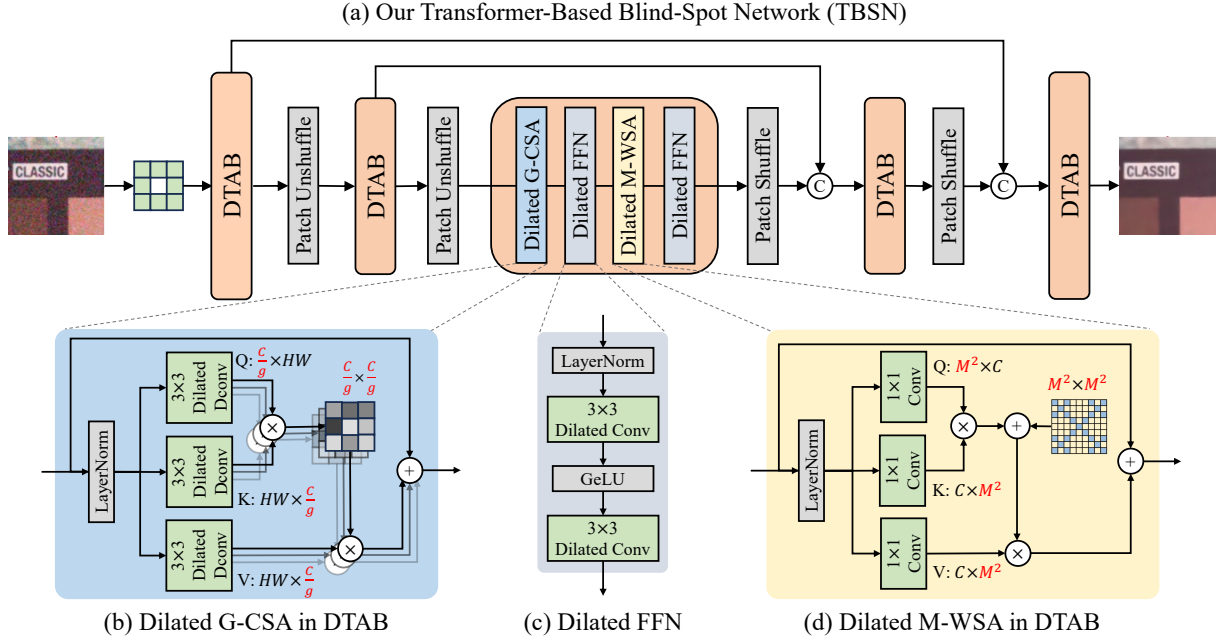 (a) Our Transformer-Based Blind-Spot Network (TBSN)
CLASSIC
DTAB
Patch Unshuffle
DTAB
Patch Unshuffle
Dilated G-CSA
Dilated FFN
Dilated M-WSA
Dilated FFN
Patch Shuffle
C
DTAB
Patch Shuffle
C
DTAB
CLASSIC
LayerNorm
3×3
Dilated
Dconv
3×3
Dilated
Dconv
3×3
Dilated
Dconv
Q: C/g×HW
K: HW×C/g
V: HW×C/g
C/g × C/g
×
×
+
(b) Dilated G-CSA in DTAB
LayerNorm
3×3
Dilated Conv
GeLU
3×3
Dilated Conv
(c) Dilated FFN
LayerNorm
1×1
Conv
1×1
Conv
1×1
Conv
Q: M²×C
K: C×M²
V: C×M²
M²×M²
×
+
×
+
(d) Dilated M-WSA in DTAB